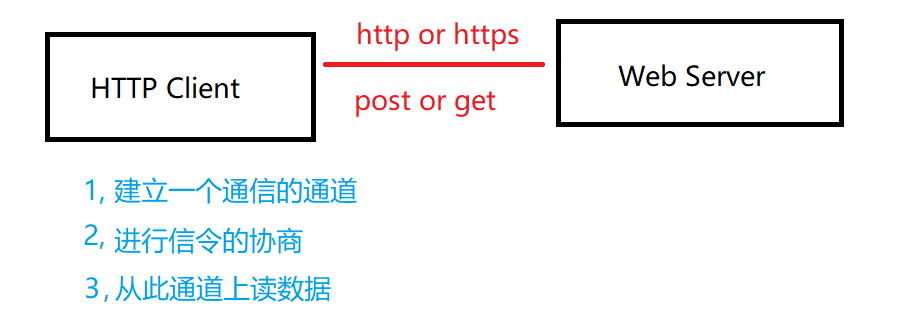 http or https
HTTP Client
Web Server
post or get
1, 建立一个通信的通道
2, 进行信令的协商
3, 从此通道上读数据